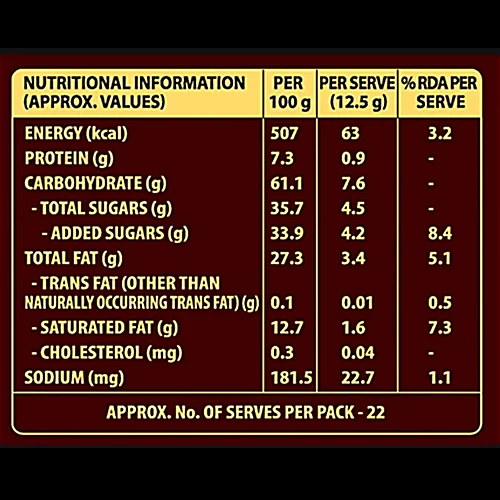 NUTRITIONAL INFORMATION (APPROX. VALUES) PER 100 g PER SERVE (12.5 g) % RDA PER SERVE
ENERGY (kcal) 507 63 3.2
PROTEIN (g) 7.3 0.9 -
CARBOHYDRATE (g) 61.1 7.6 -
- TOTAL SUGARS (g) 35.7 4.5 -
- ADDED SUGARS (g) 33.9 4.2 8.4
TOTAL FAT (g) 27.3 3.4 5.1
- TRANS FAT (OTHER THAN
NATURALLY OCCURRING TRANS FAT) (g) 0.1 0.01 0.5
- SATURATED FAT (g) 12.7 1.6 7.3
- CHOLESTEROL (mg) 0.3 0.04 -
SODIUM (mg) 181.5 22.7 1.1
APPROX. No. OF SERVES PER PACK - 22